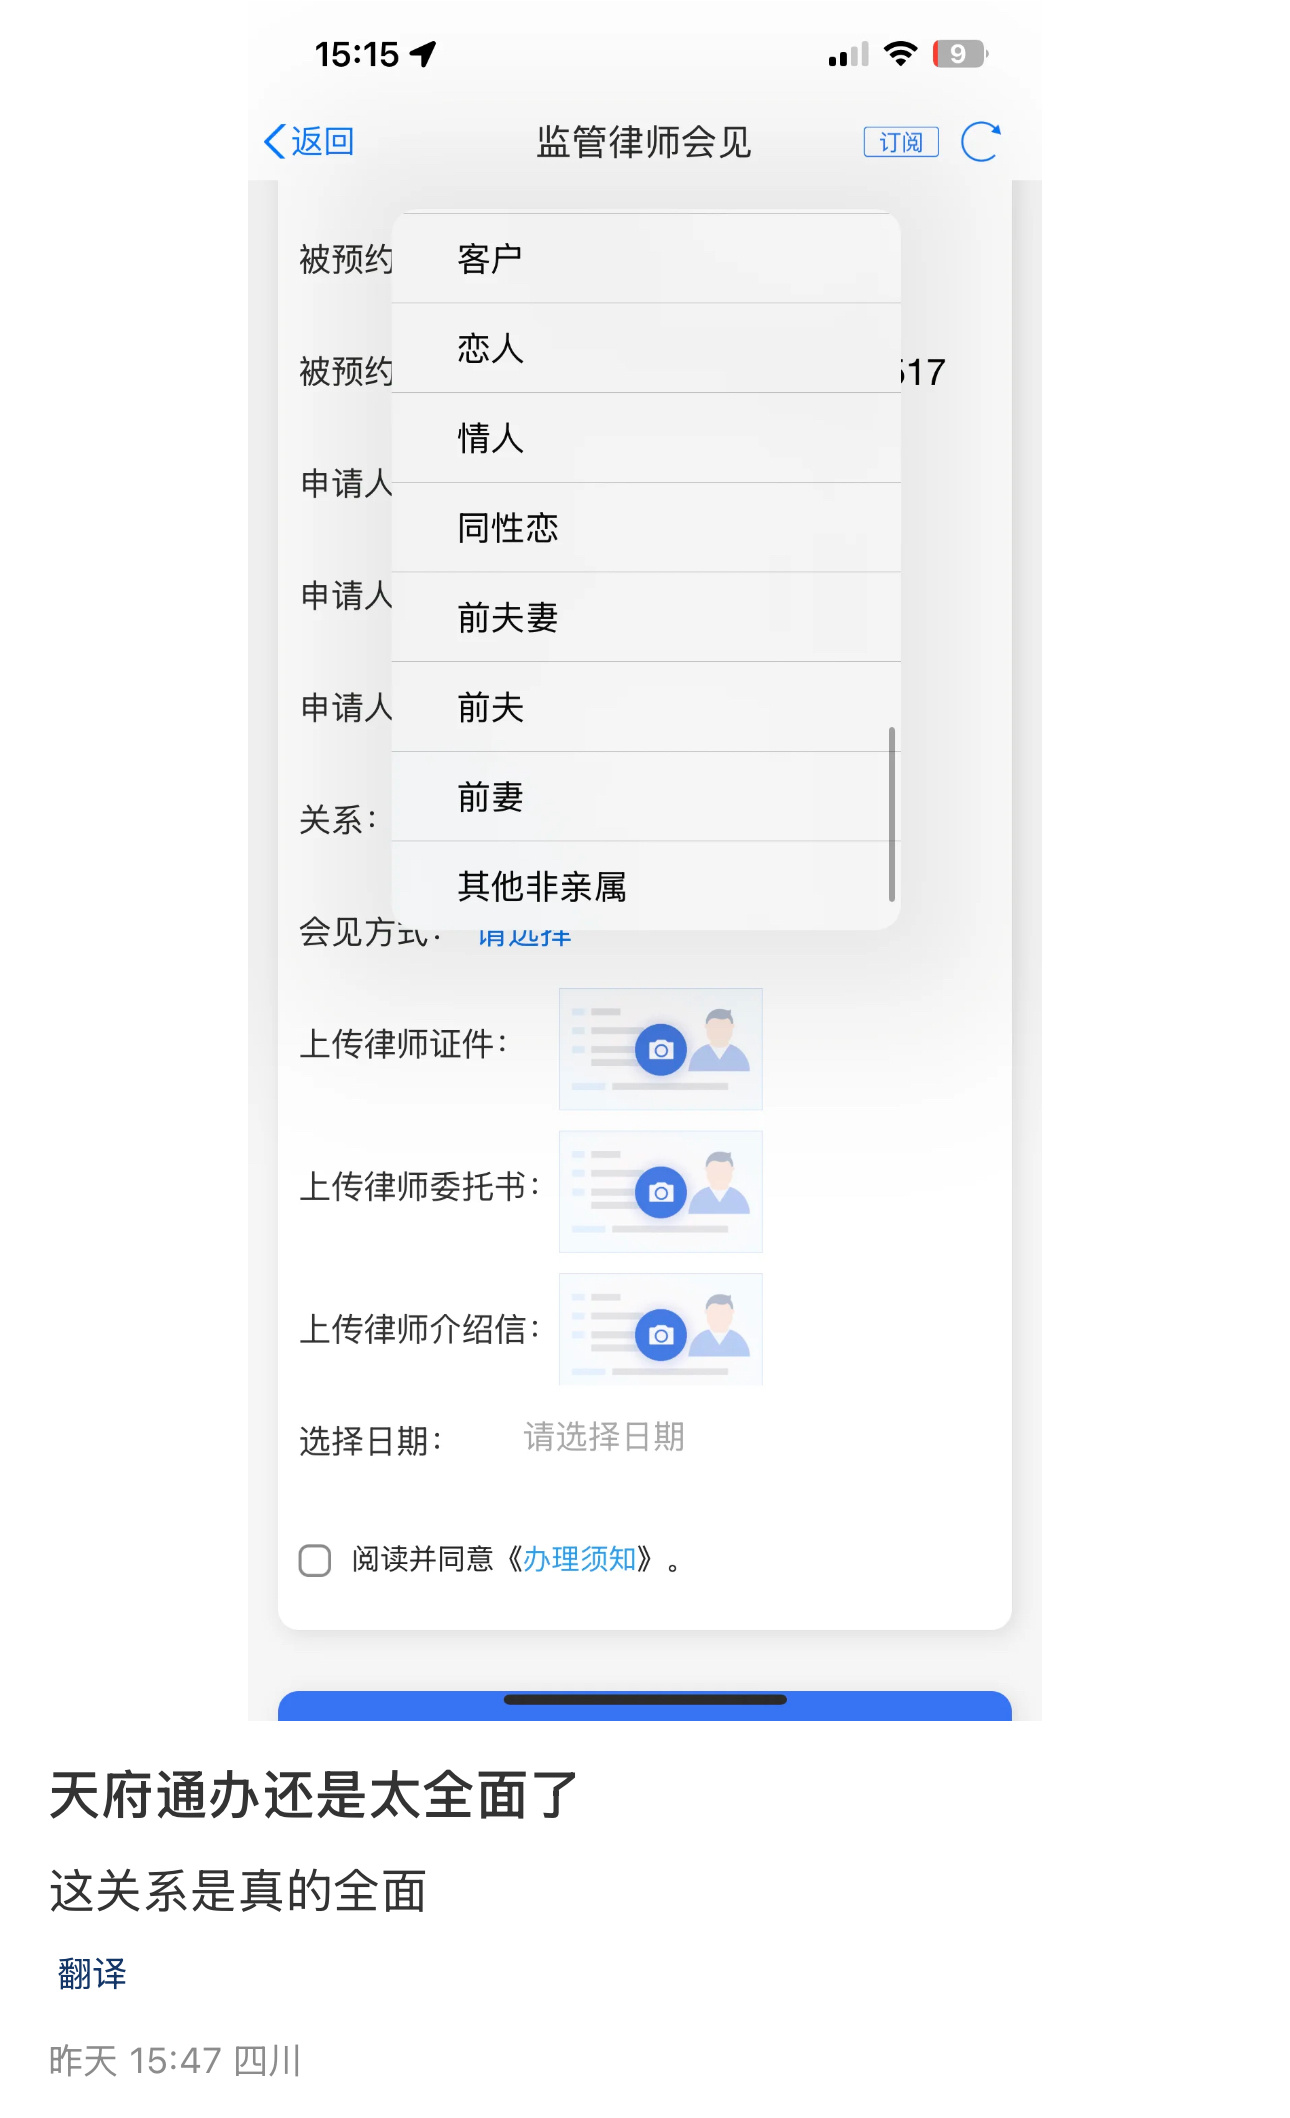 15:15
9
返回
监管律师会见
订阅
客户
被预约
恋人
被预约
517
情人
申请人
同性恋
申请人
前夫妻
前夫
申请人
前妻
关系：
其他非亲属
会见方式：
请选择
上传律师证件：
上传律师委托书：
上传律师介绍信：
选择日期：
请选择日期
阅读并同意《办理须知》。
天府通办还是太全面了
这关系是真的全面
翻译
昨天 15:47 四川